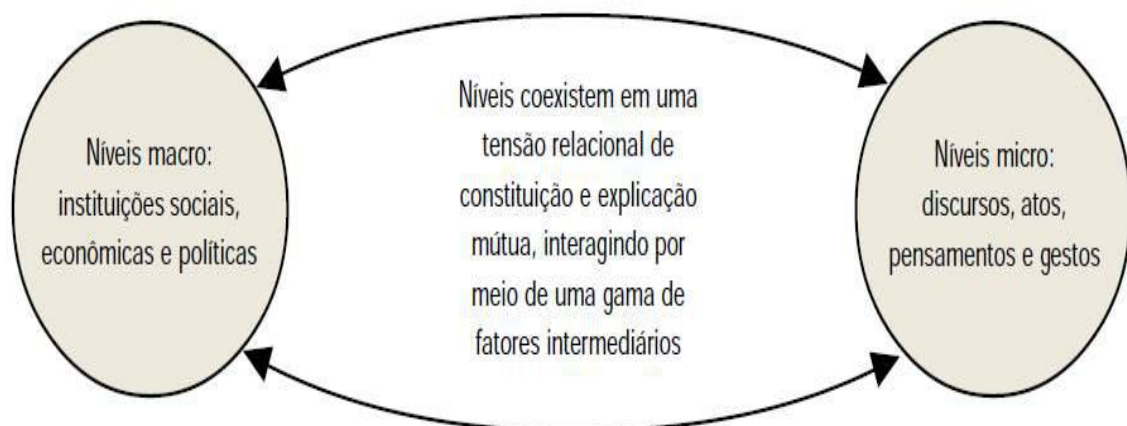 Níveis macro:
instituições sociais,
econômicas e políticas
Níveis coexistem em uma
tensão relacional de
constituição e explicação
mútua, interagindo por
meio de uma gama de
fatores intermediários
Níveis micro:
discursos, atos,
pensamentos e gestos